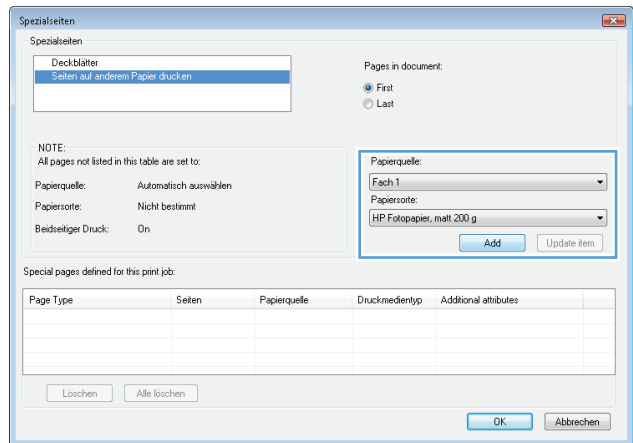 Spezialseiten
Spezialseiten
Deckblätter
Seiten auf anderem Papier drucken
Pages in document:
First
Last
NOTE:
All pages not listed in this table are set to:
Papierquelle: Automatisch auswählen
Papiersorte: Nicht bestimmt
Beidseitiger Druck: On
Papierquelle:
Fach 1
Papiersorte:
HP Fotopapier, matt 200 g
Add Update item
Special pages defined for this print job:
Page Type Seiten Papierquelle Druckmedientyp Additional attributes
Löschen Alle löschen
OK Abbrechen